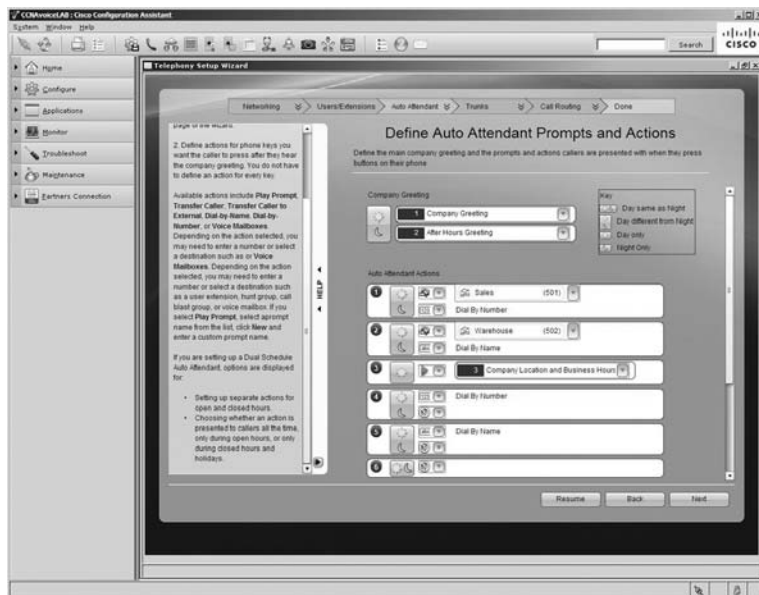 CCNAvoiceLAB : Cisco Configuration Assistant
System Window Help
Search
CISCO
Home
Configure
Applications
Monitor
Troubleshoot
Maintenance
Partners Connection
Telephony Setup Wizard
Networking Users/Extensions Auto Attendant Trunks Call Routing Done
page of the wizard.
2. Define actions for phone keys you
want the caller to press after they hear
the company greeting. You do not have
to define an action for every key.
Available actions include Play Prompt,
Transfer Caller, Transfer Caller to
External, Dial-by-Name, Dial-by-
Number, or Voice Mailboxes.
Depending on the action selected, you
may need to enter a number or select
a destination such as or Voice
Mailboxes. Depending on the action
selected, you may need to enter a
number or select a destination such
as a user extension, hunt group, call
blast group, or voice mailbox. If you
select Play Prompt, select aprompt
name from the list, click New and
enter a custom prompt name.
If you are setting up a Dual Schedule
Auto Attendant, options are displayed
for:
• Setting up separate actions for
open and closed hours.
• Choosing whether an action is
presented to callers all the time,
only during open hours, or only
during closed hours and
holidays.
HELP
Define Auto Attendant Prompts and Actions
Define the main company greeting and the prompts and actions callers are presented with when they press
buttons on their phone
Company Greeting
1 Company Greeting
2 After Hours Greeting
Key
Day same as Night
Day different from Night
Day only
Night Only
Auto Attendant Actions
1 Sales (501)
Dial By Number
2 Warehouse (502)
Dial By Name
3 3 Company Location and Business Hours
4 Dial By Number
5 Dial By Name
6
Resume Back Next